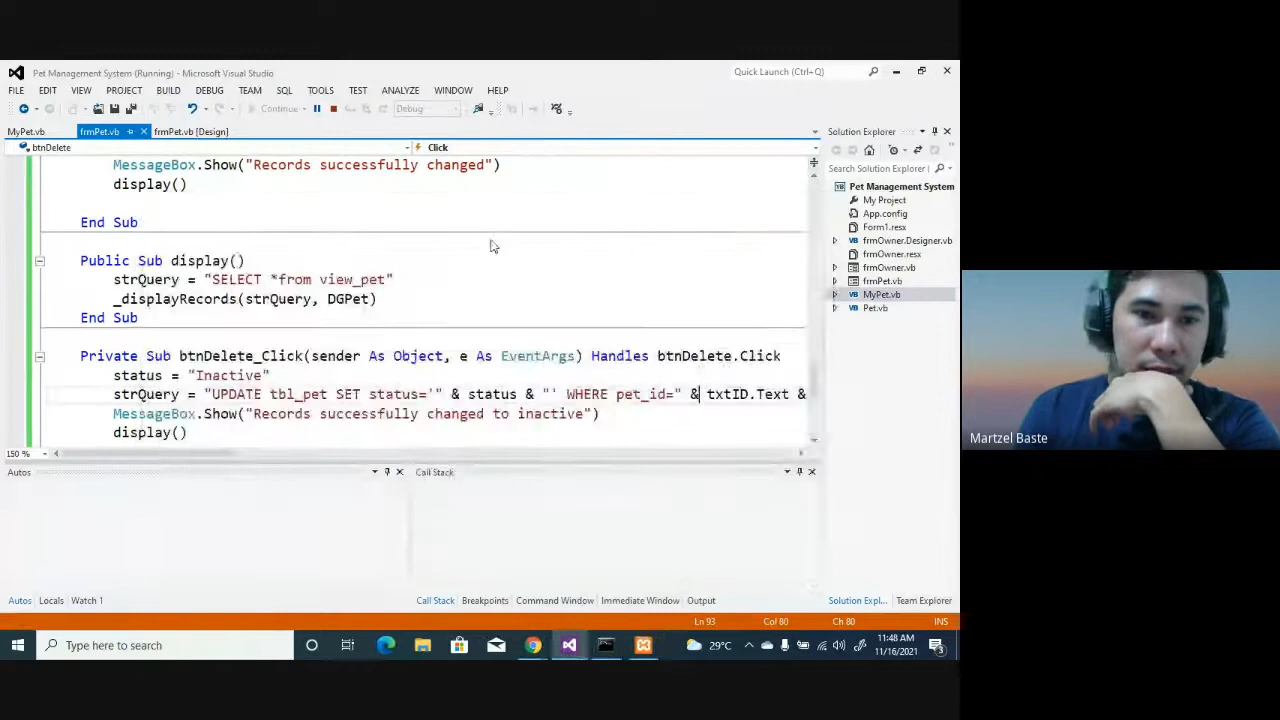 Pet Management System (Running) - Microsoft Visual Studio
Quick Launch (Ctrl+Q)
FILE EDIT VIEW PROJECT BUILD DEBUG TEAM SQL TOOLS TEST ANALYZE WINDOW HELP
Continue Debug
MyPet.vb frmPet.vb frmPet.vb [Design]
Solution Explorer
btnDelete Click
MessageBox.Show("Records successfully changed")
display()
End Sub
Public Sub display()
strQuery = "SELECT *from view_pet"
_displayRecords(strQuery, DGPet)
End Sub
Private Sub btnDelete_Click(sender As Object, e As EventArgs) Handles btnDelete.Click
status = "Inactive"
strQuery = "UPDATE tbl_pet SET status='" & status & "' WHERE pet_id=" & txtID.Text &
MessageBox.Show("Records successfully changed to inactive")
display()
150 %
Search Solution Explorer
Pet Management System
My Project
App.config
Form1.resx
frmOwner.Designer.vb
frmOwner.resx
frmOwner.vb
frmPet.vb
MyPet.vb
Pet.vb
Autos
Call Stack
Autos Locals Watch 1
Call Stack Breakpoints Command Window Immediate Window Output
Solution Expl... Team Explorer
Ln 93 Col 80 Ch 80 INS
Type here to search
29°C
11:48 AM
11/16/2021
3
Martzel Baste